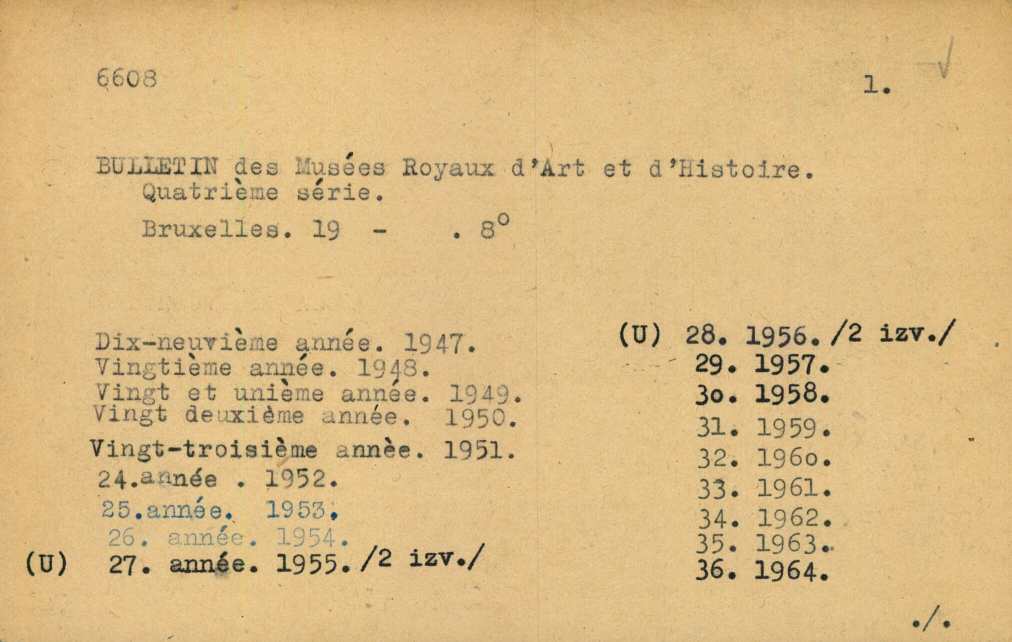 6608
1.
BULLETIN des Musées Royaux d'Art et d'Histoire.
Quatrième série.
Bruxelles. 19 - . 8°
Dix-neuvième année. 1947.
Vingtième année. 1948.
Vingt et unième année. 1949.
Vingt deuxième année. 1950.
Vingt-troisième annèe. 1951.
24.année . 1952.
25.année. 1953.
26. année. 1954.
(U) 27. année. 1955./2 izv./
(U) 28. 1956./2 izv./
29. 1957.
3o. 1958.
31. 1959.
32. 196o.
33. 1961.
34. 1962.
35. 1963.
36. 1964.
./.